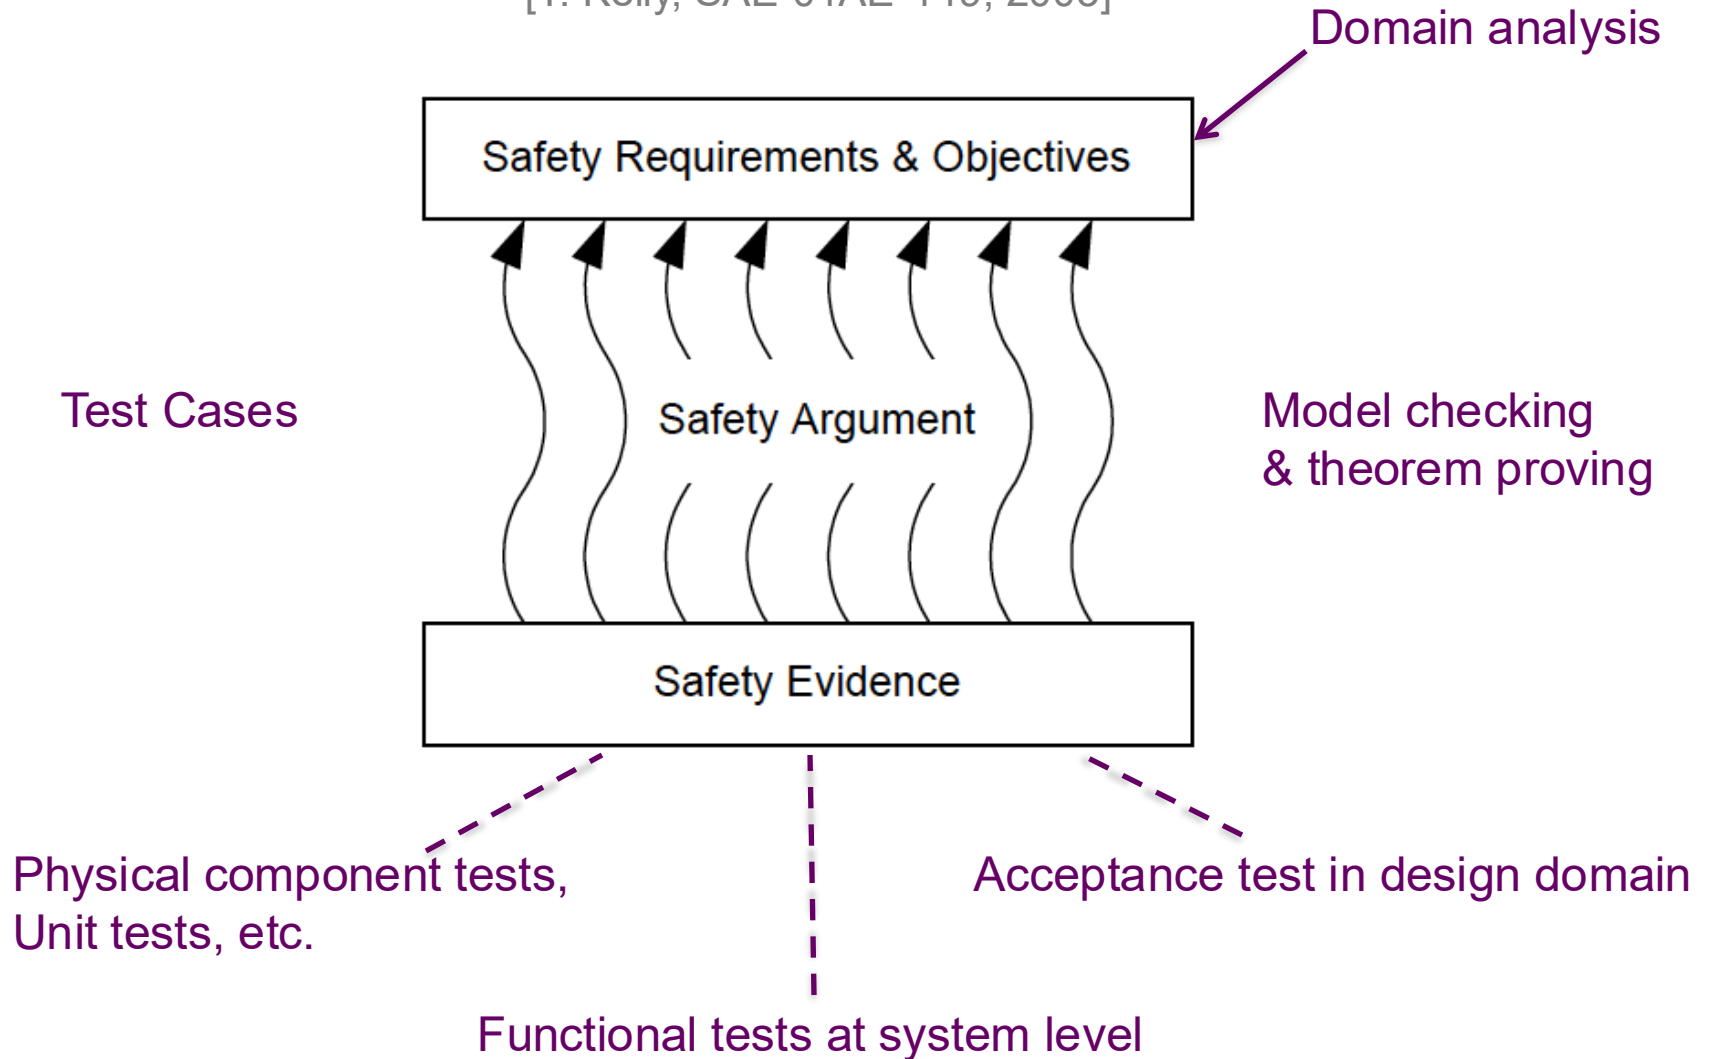 Domain analysis
Safety Requirements & Objectives
Test Cases
Safety Argument
Model checking
& theorem proving
Safety Evidence
Physical component tests,
Unit tests, etc.
Acceptance test in design domain
Functional tests at system level